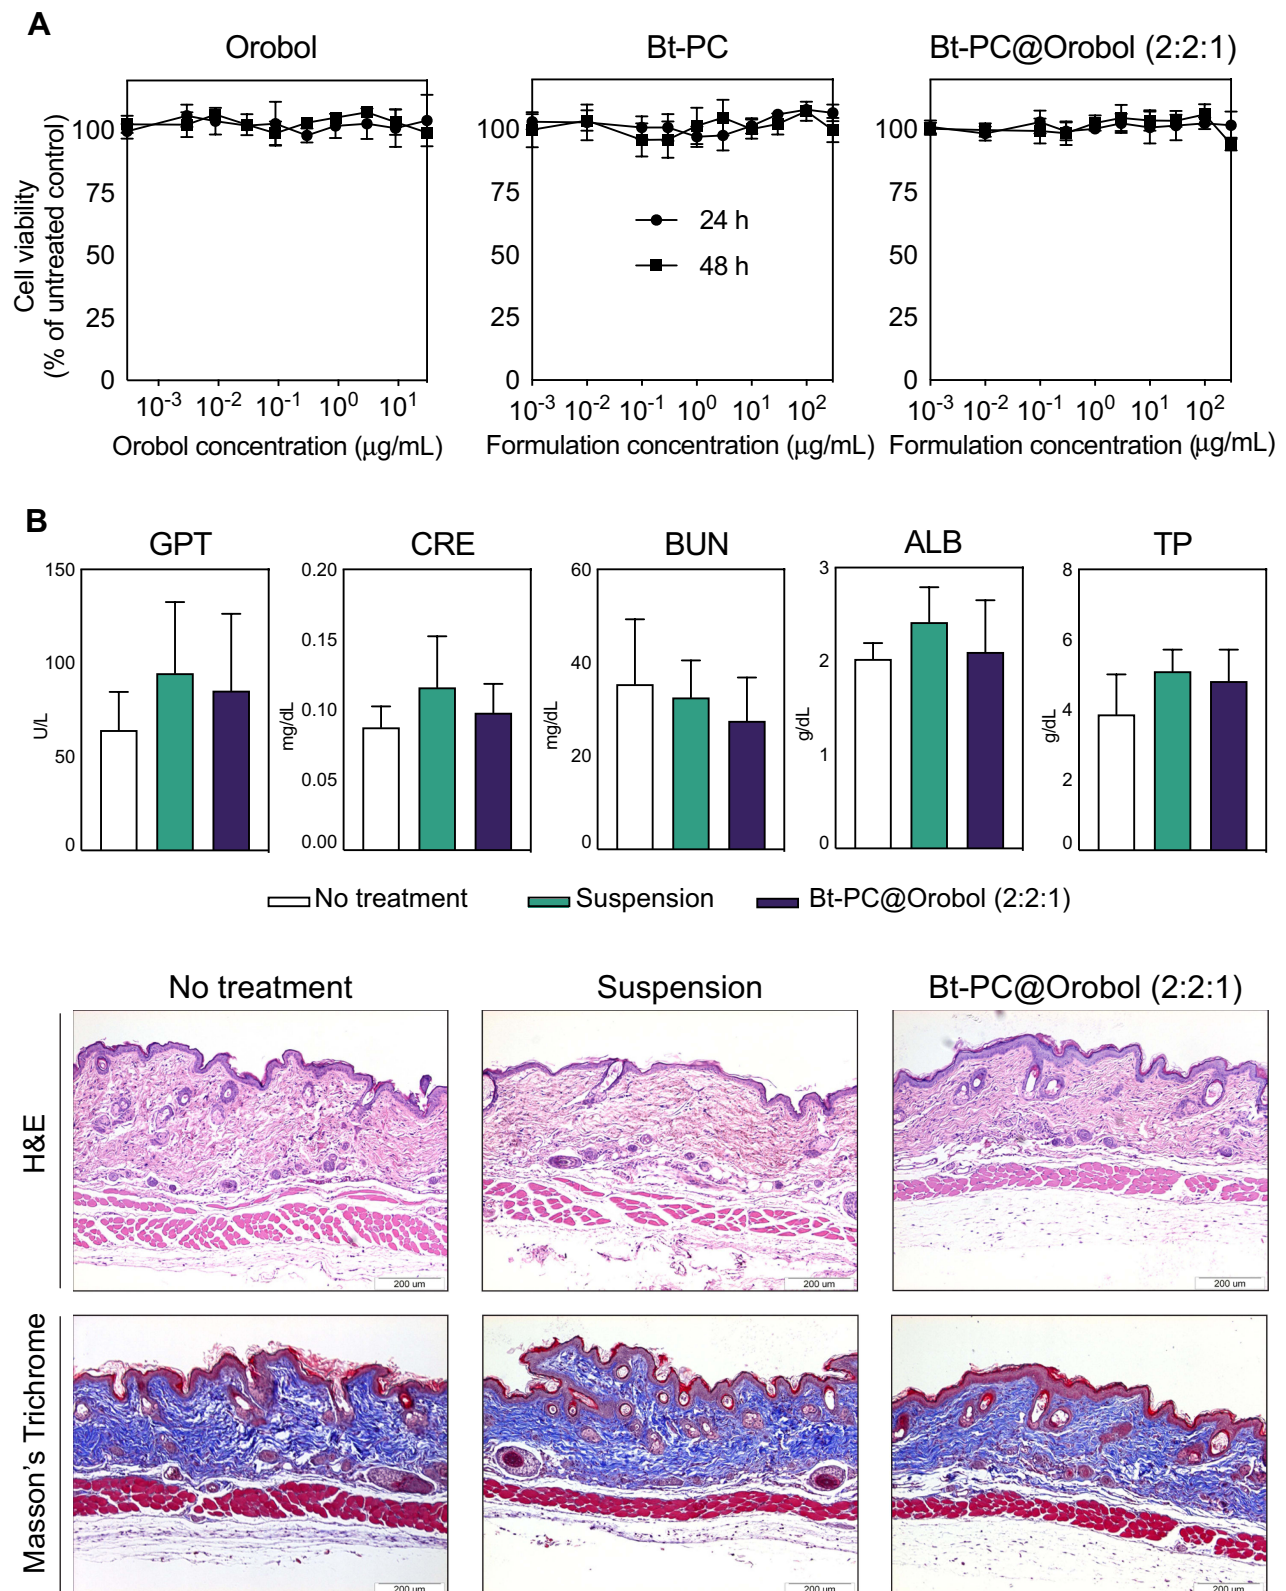 A
Orobol
Bt-PC
Bt-PC@Orobol (2:2:1)
Cell viability
(% of untreated control)
100
75
50
25
0
10-3 10-2 10-1 100 101
Orobol concentration (μg/mL)
100
75
50
25
0
24 h
48 h
10-3 10-2 10-1 100 101 102
Formulation concentration (μg/mL)
100
75
50
25
0
10-3 10-2 10-1 100 101 102
Formulation concentration (μg/mL)
B
GPT
CRE
BUN
ALB
TP
U/L
150
100
50
0
mg/dL
0.20
0.15
0.10
0.05
0.00
mg/dL
60
40
20
0
g/dL
3
2
1
0
g/dL
8
6
4
2
0
No treatment
Suspension
Bt-PC@Orobol (2:2:1)
No treatment
Suspension
Bt-PC@Orobol (2:2:1)
H&E
200 um
200 um
200 um
Masson's Trichrome
200 um
200 um
200 um